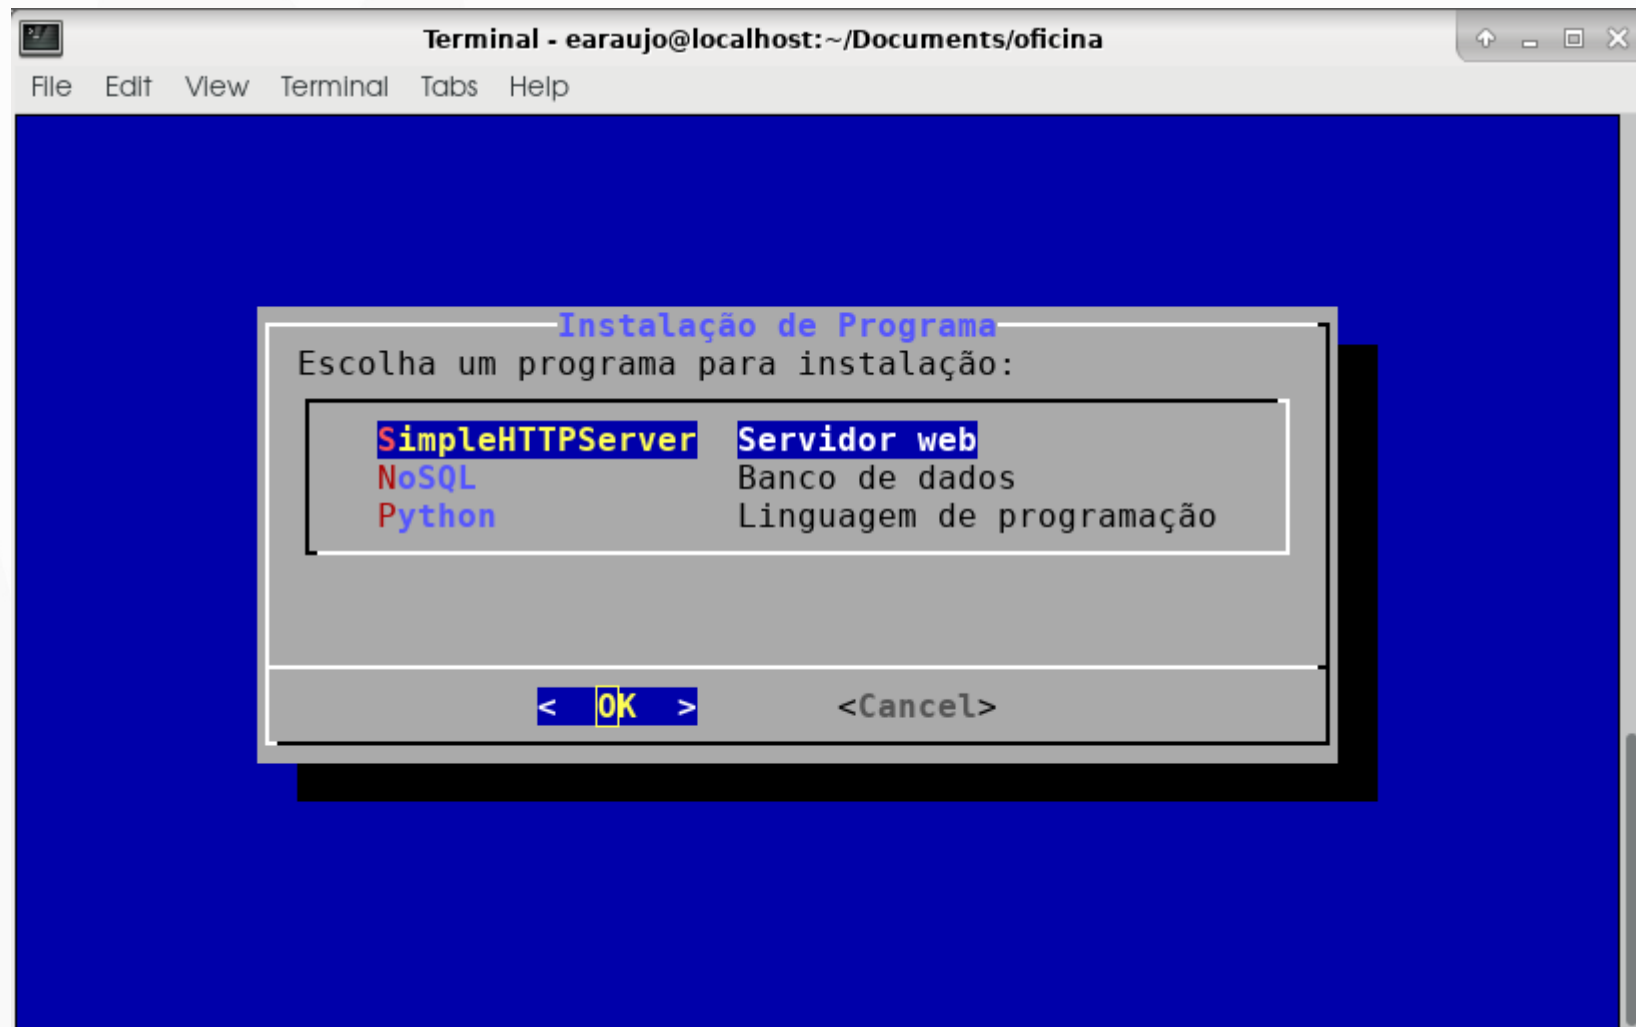 Terminal - earaujo@localhost:~/Documents/oficina
File Edit View Terminal Tabs Help
Instalação de Programa
Escolha um programa para instalação:
SimpleHTTPServer Servidor web
NoSQL Banco de dados
Python Linguagem de programação
< OK > <Cancel>